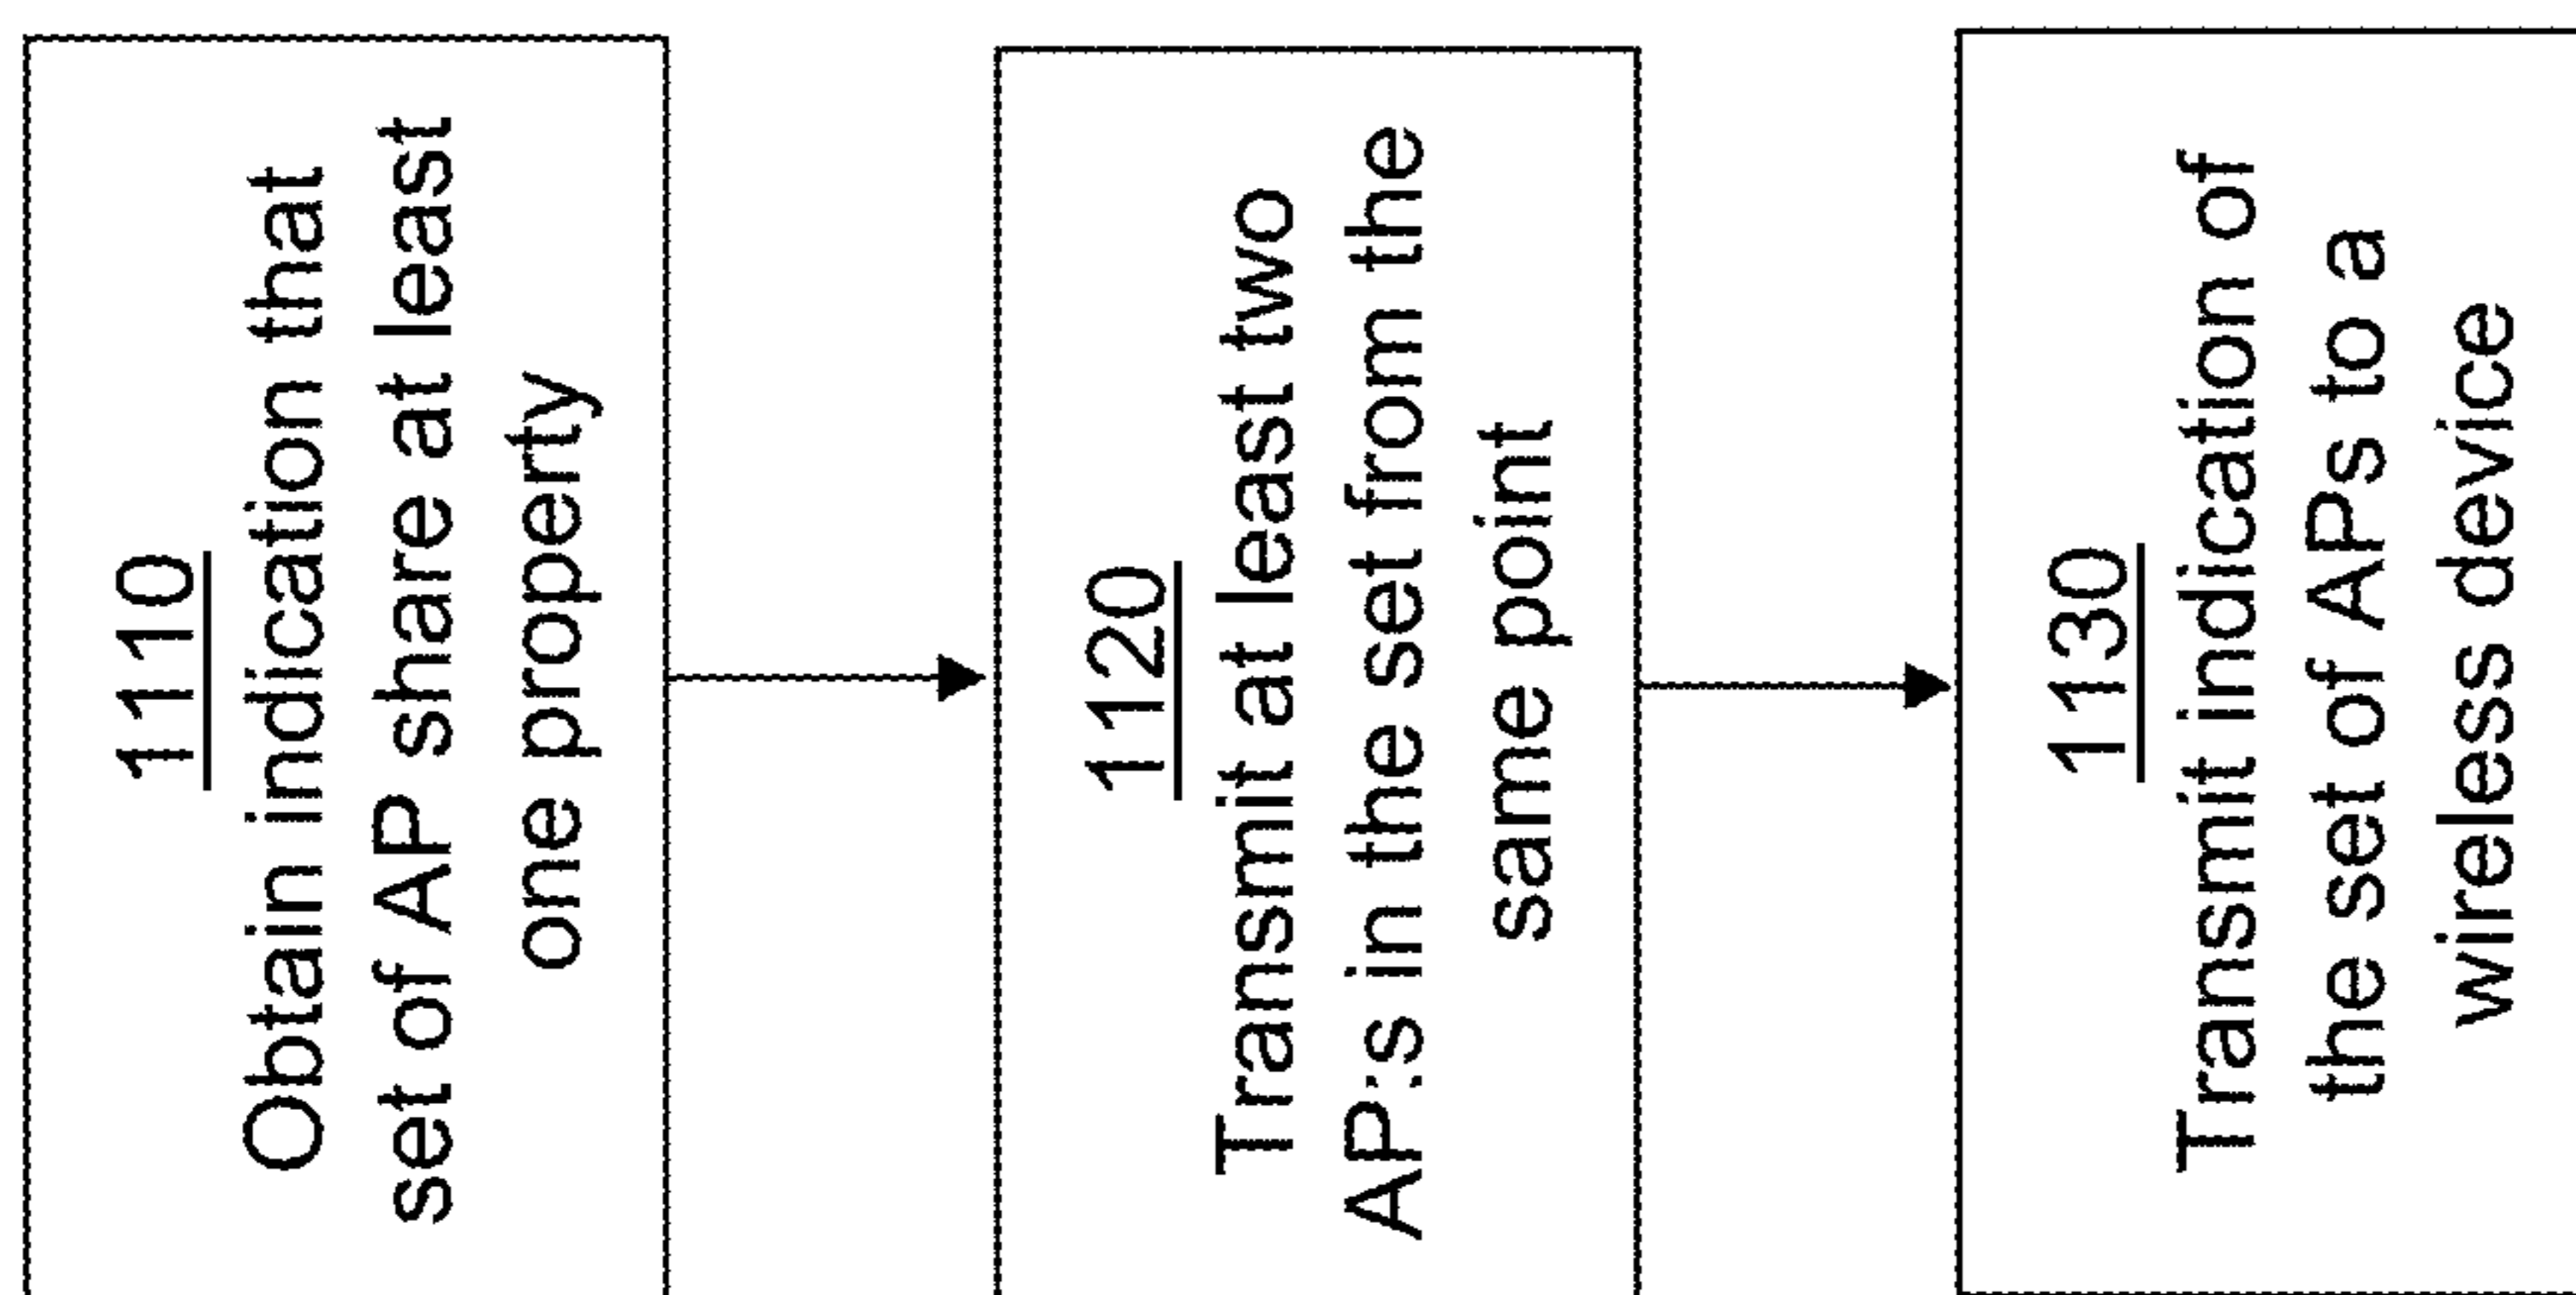 1110
Obtain indication that
set of AP share at least
one property
1120
Transmit at least two
AP:s in the set from the
same point
1130
Transmit indication of
the set of APs to a
wireless device